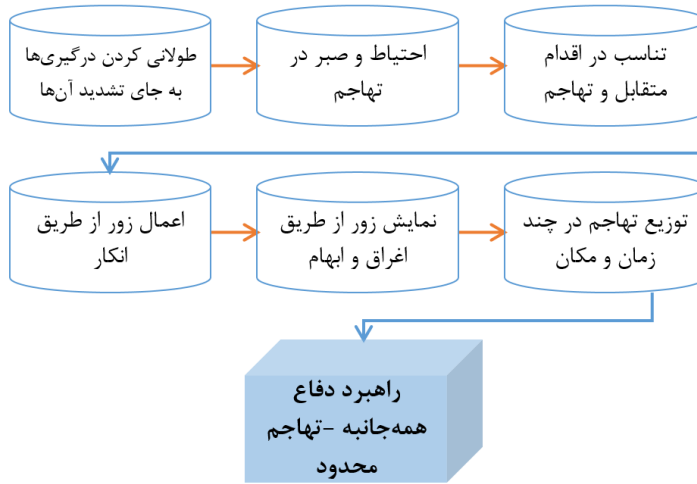 طولانی کردن درگیری‌ها
به جای تشدید آن‌ها
احتیاط و صبر در
تهاجم
تناسب در اقدام
متقابل و تهاجم
اعمال زور از طریق
انکار
نمایش زور از طریق
اغراق و ابهام
توزیع تهاجم در چند
زمان و مکان
راهبرد دفاع
همه‌جانبه -تهاجم
محدود